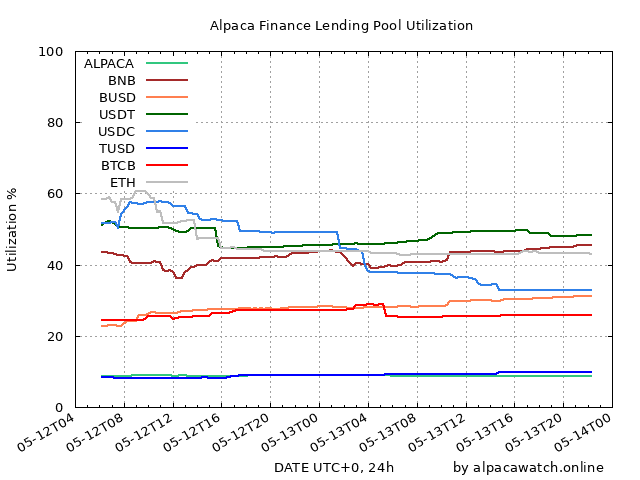 Alpaca Finance Lending Pool Utilization
100
80
60
40
20
0
Utilization %
ALPACA
BNB
BUSD
USDT
USDC
TUSD
BTCB
ETH
05-12T04
05-12T08
05-12T12
05-12T16
05-12T20
05-13T00
05-13T04
05-13T08
05-13T12
05-13T16
05-13T20
05-14T00
DATE UTC+0, 24h
by alpacawatch.online